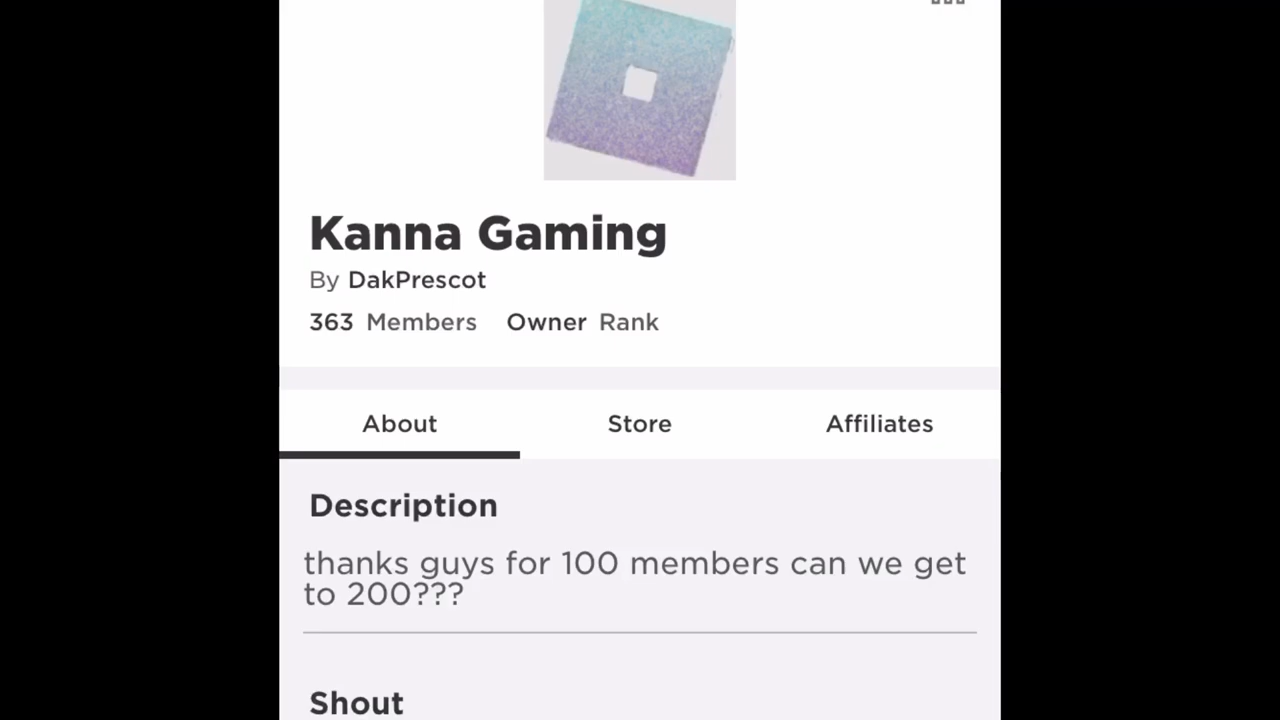 Kanna Gaming
By DakPrescot
363 Members Owner Rank
About Store Affiliates
Description
thanks guys for 100 members can we get
to 200???
Shout